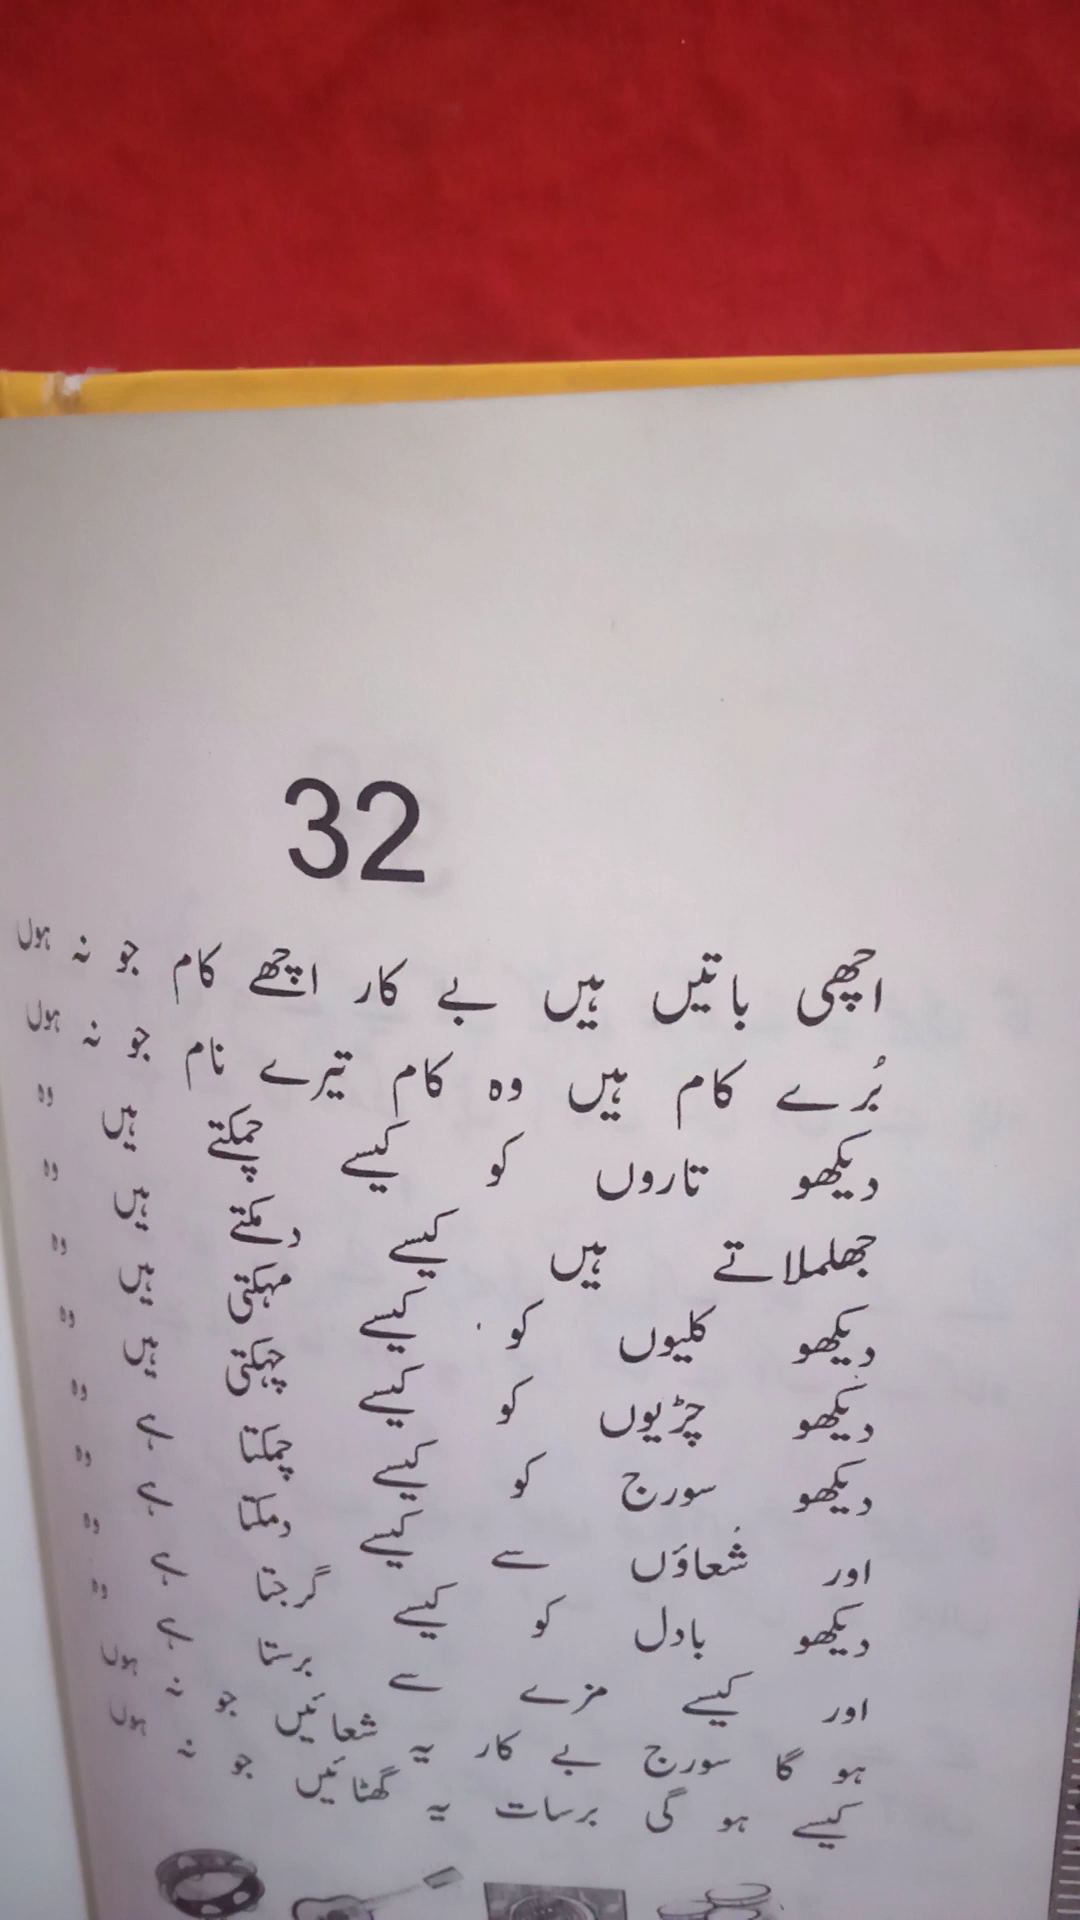 32
اچھی باتیں ہیں بے کار اچھے کام جو نہ ہوں
بُرے کام ہیں وہ کام تیرے نام جو نہ ہوں
دیکھو تاروں کو کیسے چمکتے ہیں وہ
جھلملاتے ہیں کیسے دمکتے ہیں وہ
دیکھو کلیوں کو کیسے مہکتی ہیں وہ
دیکھو چڑیوں کو کیسے چہکتی ہیں وہ
دیکھو سورج کو کیسے چمکتا ہے وہ
اور شُعاؤں سے کیسے دمکتا ہے وہ
دیکھو بادل کو کیسے گرجتا ہے وہ
اور کیسے مزے سے برستا ہے وہ
ہو گا سورج بے کار یہ شعائیں جو نہ ہوں
کیسے ہو گی برسات یہ گھٹائیں جو نہ ہوں